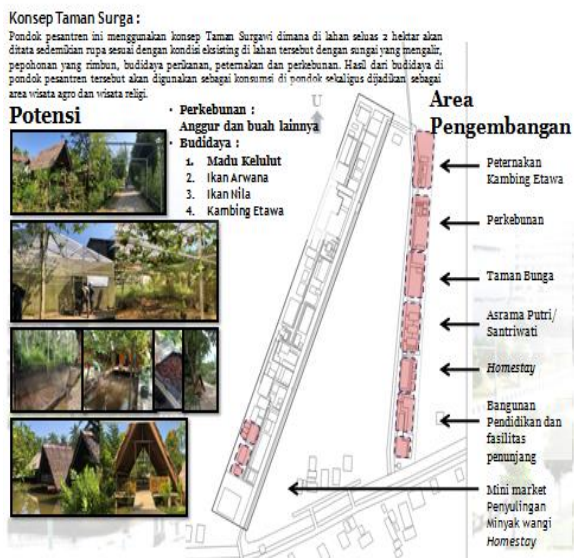 Konsep Taman Surga :
Pondok pesantren ini menggunakan konsep Taman Surgawi dimana di lahan seluas 2 hektar akan
ditata sedemikian rupa sesuai dengan kondisi eksisting di lahan tersebut dengan sungai yang mengalir,
pepohonan yang rimbun, budidaya perikanan, peternakan dan perkebunan. Hasil dari budidaya di
pondok pesantren tersebut akan digunakan sebagai konsumsi di pondok sekaligus dijadikan sebagai
area wisata agro dan wisata religi.
Potensi
• Perkebunan :
Anggur dan buah lainnya
• Budidaya :
1. Madu Kelulut
2. Ikan Arwana
3. Ikan Nila
4. Kambing Etawa
U
Area
Pengembangan
Peternakan
Kambing Etawa
Perkebunan
Taman Bunga
Asrama Putri/
Santriwati
Homestay
Bangunan
Pendidikan dan
fasilitas
penunjang
Mini market
Penyulingan
Minyak wangi
Homestay